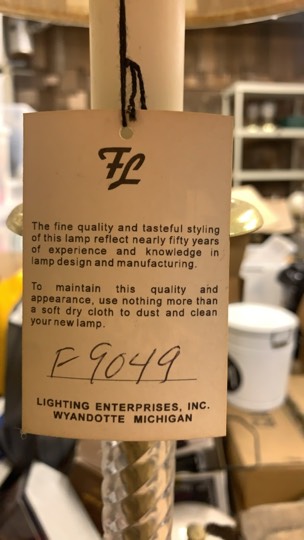 FL
The fine quality and tasteful styling
of this lamp reflect nearly fifty years
of experience and knowledge in
lamp design and manufacturing.
To maintain this quality and
appearance, use nothing more than
a soft dry cloth to dust and clean
your new lamp.
F 9049
LIGHTING ENTERPRISES, INC.
WYANDOTTE MICHIGAN